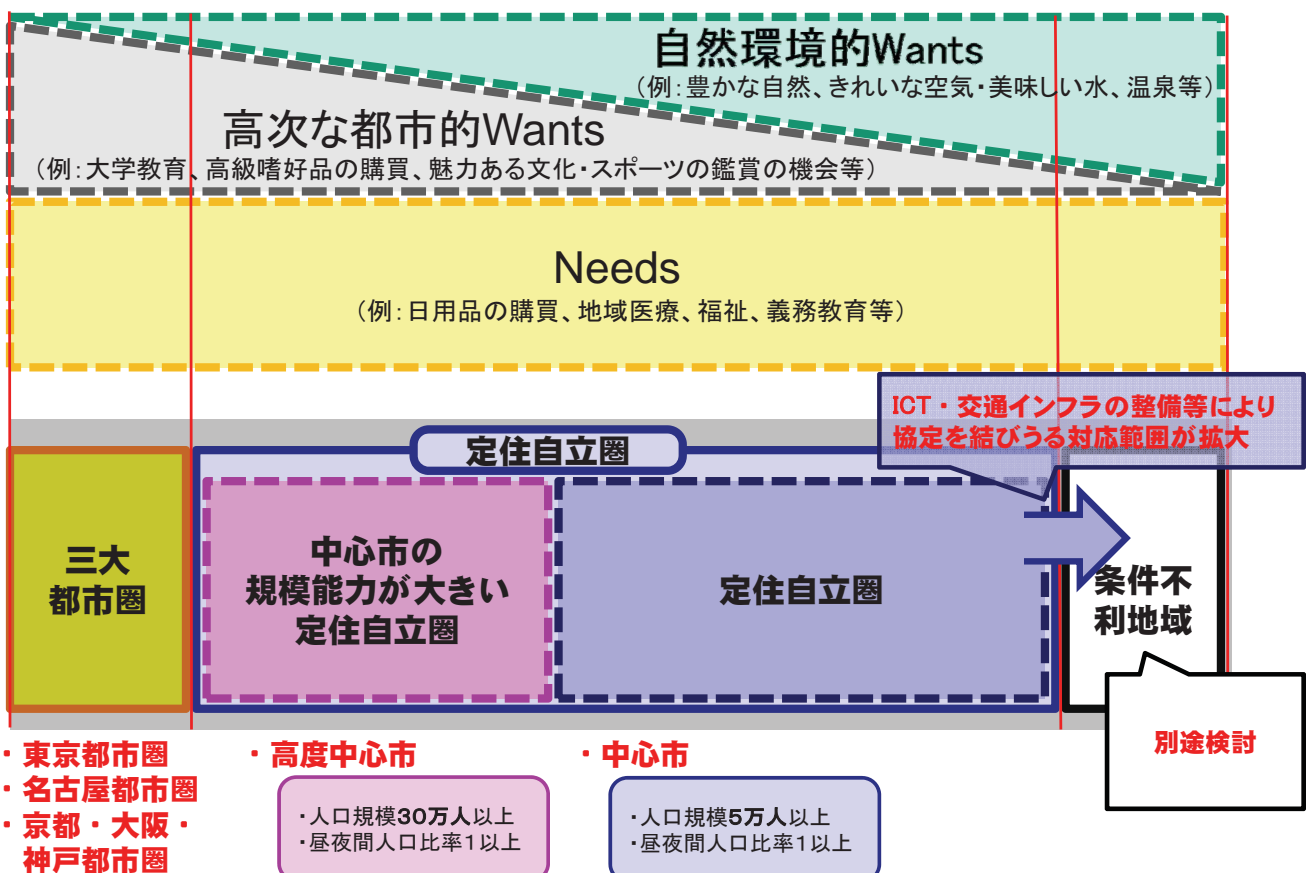 自然環境的Wants
（例：豊かな自然、きれいな空気・美味しい水、温泉等）
高次な都市的Wants
（例：大学教育、高級嗜好品の購買、魅力ある文化・スポーツの鑑賞の機会等）
Needs
（例：日用品の購買、地域医療、福祉、義務教育等）
ICT・交通インフラの整備等により
協定を結びうる対応範囲が拡大
定住自立圏
三大
都市圏
中心市の
規模能力が大きい
定住自立圏
定住自立圏
条件不
利地域
別途検討
・東京都市圏
・名古屋都市圏
・京都・大阪・
神戸都市圏
・高度中心市
・人口規模30万人以上
・昼夜間人口比率1以上
・中心市
・人口規模5万人以上
・昼夜間人口比率1以上